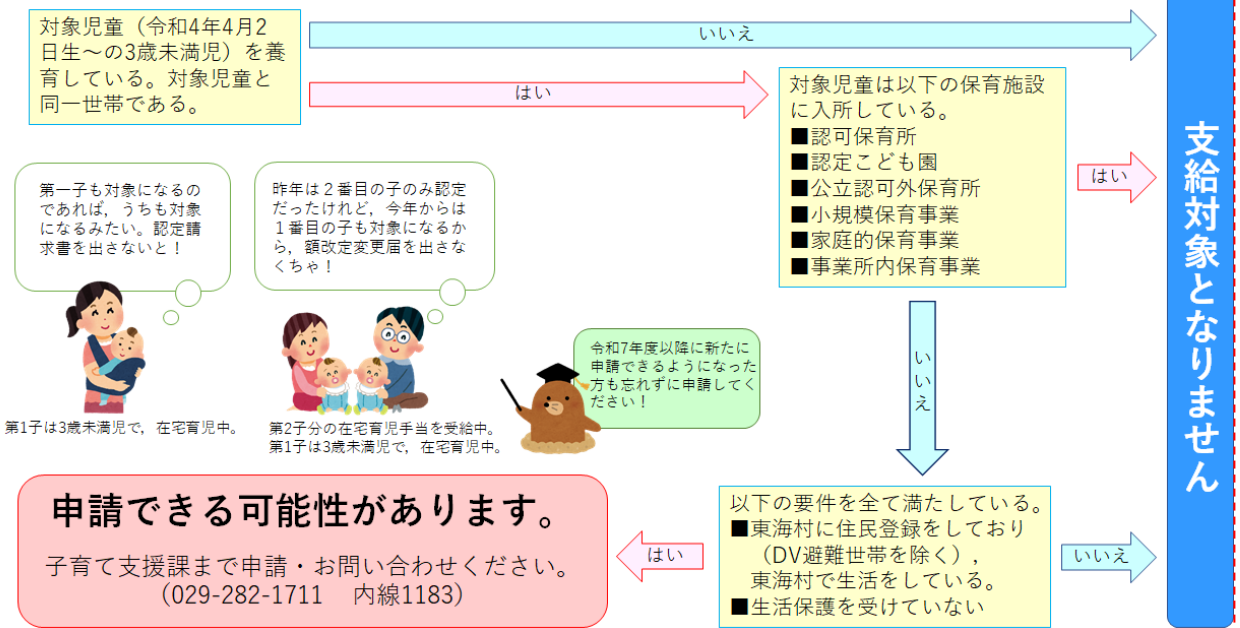 対象児童（令和4年4月2
日生～の3歳未満児）を養
育している。対象児童と
同一世帯である。
いいえ
はい
対象児童は以下の保育施設
に入所している。
■認可保育所
■認定こども園
■公立認可外保育所
■小規模保育事業
■家庭的保育事業
■事業所内保育事業
はい
支給対象となりません
第一子も対象になるの
であれば，うちも対象
になるみたい。認定請
求書を出さないと！
昨年は２番目の子のみ認定
だったけれど，今年からは
１番目の子も対象になるか
ら，額改定変更届を出さな
くちゃ！
令和7年度以降に新たに
申請できるようになった
方も忘れずに申請してく
ださい！
いいえ
第1子は3歳未満児で，在宅育児中。
第2子分の在宅育児手当を受給中。
第1子は3歳未満児で，在宅育児中。
以下の要件を全て満たしている。
■東海村に住民登録をしており
（DV避難世帯を除く），
東海村で生活をしている。
■生活保護を受けていない
いいえ
はい
申請できる可能性があります。
子育て支援課まで申請・お問い合わせください。
（029-282-1711　内線1183）